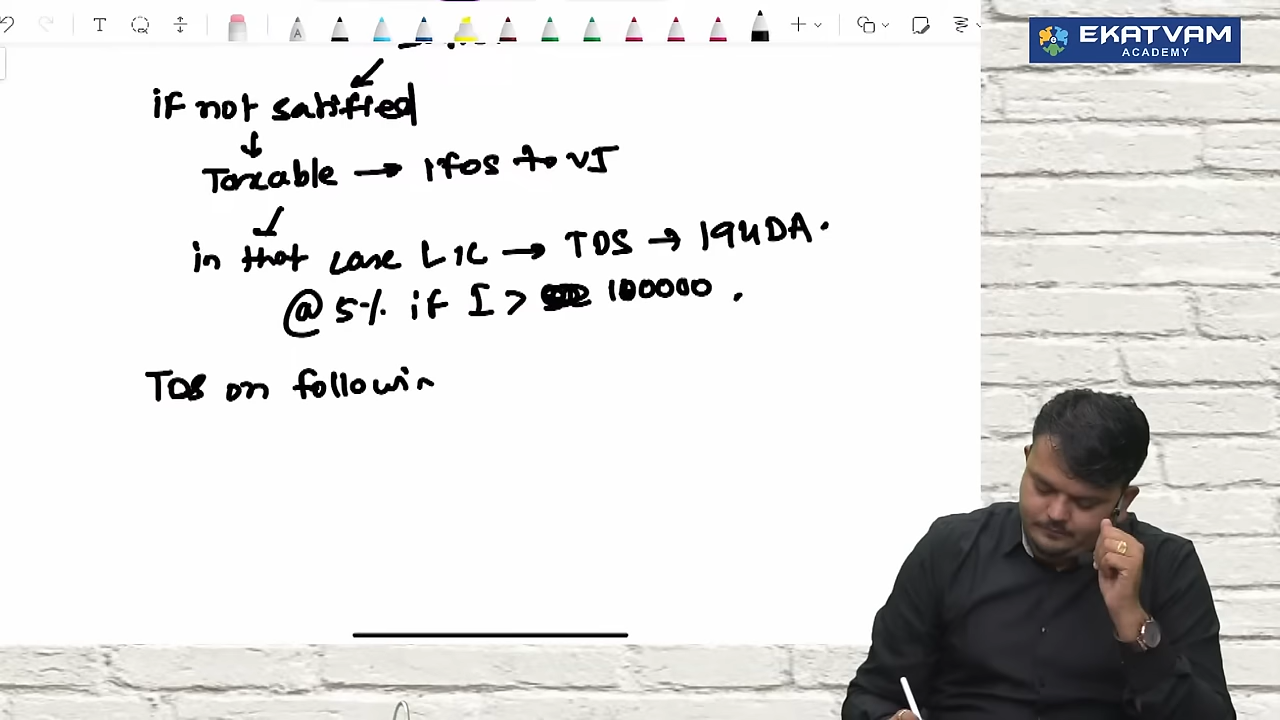 EKATVAM
ACADEMY
if not satisfied
Taxable → IFOS to VJ
in that case LIC → TDS → 194DA.
@ 5% if I > 100000.
TDS on followin